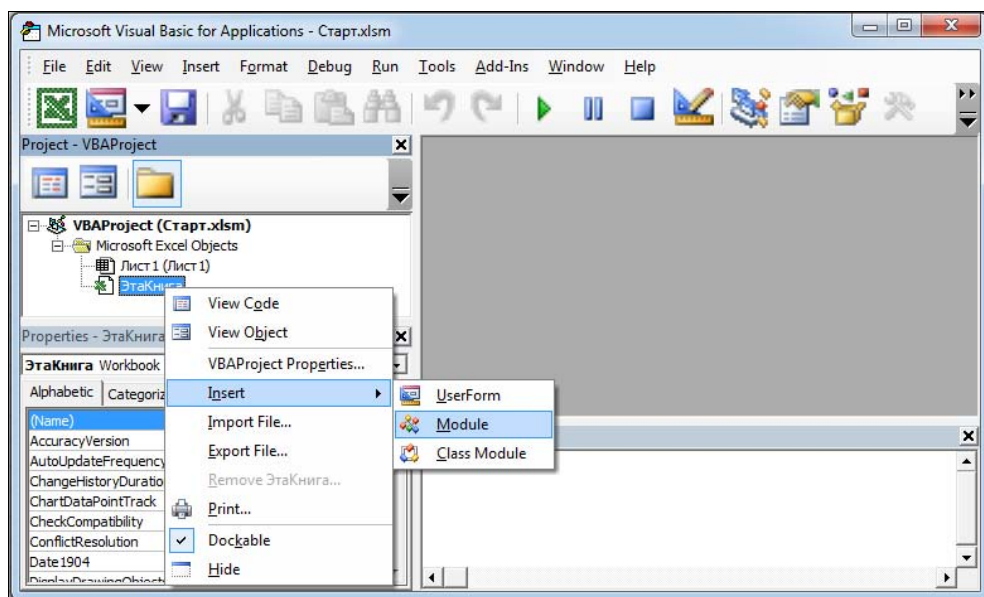 Microsoft Visual Basic for Applications - Старт.xlsm
File Edit View Insert Format Debug Run Tools Add-Ins Window Help
Project - VBAProject
VBAProject (Старт.xlsm)
Microsoft Excel Objects
Лист1 (Лист1)
ЭтаКнига
View Code
View Object
VBAProject Properties...
Insert
Import File...
Export File...
Remove ЭтаКнига...
Print...
Dockable
Hide
UserForm
Module
Class Module
Properties - ЭтаКнига
ЭтаКнига Workbook
Alphabetic Categoriz
(Name)
AccuracyVersion
AutoUpdateFrequency
ChangeHistoryDuratio
ChartDataPointTrack
CheckCompatibility
ConflictResolution
Date1904